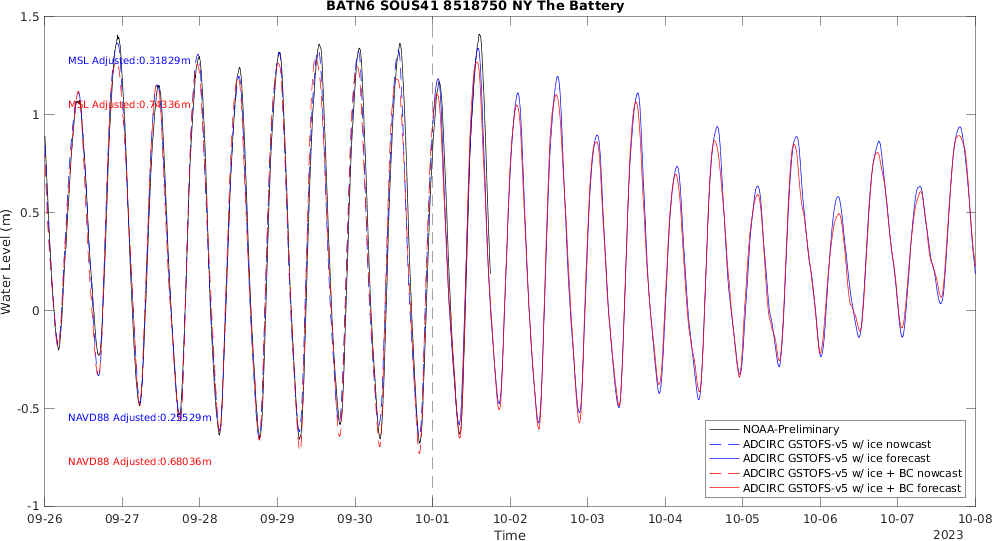 BATN6 SOUS41 8518750 NY The Battery
1.5
1
0.5
0
-0.5
-1
Water Level (m)
MSL Adjusted:0.31829m
MSL Adjusted:0.74336m
NAVD88 Adjusted:0.25529m
NAVD88 Adjusted:0.68036m
NOAA-Preliminary
ADCIRC GSTOFS-v5 w/ ice nowcast
ADCIRC GSTOFS-v5 w/ ice forecast
ADCIRC GSTOFS-v5 w/ ice + BC nowcast
ADCIRC GSTOFS-v5 w/ ice + BC forecast
09-26 09-27 09-28 09-29 09-30 10-01 10-02 10-03 10-04 10-05 10-06 10-07 10-08
Time
2023